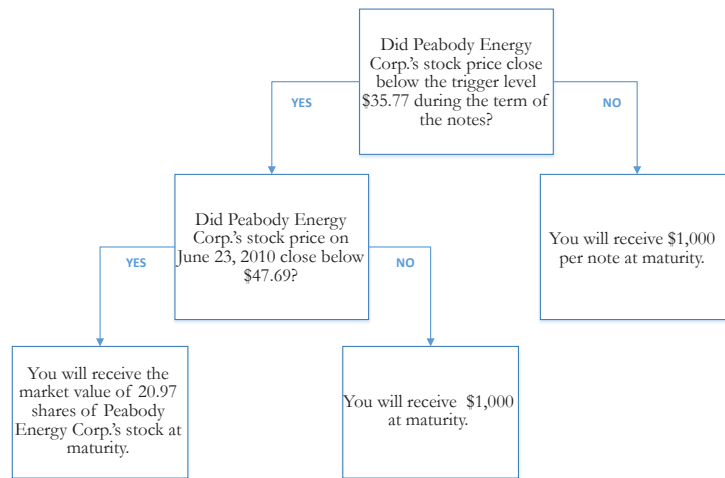 Did Peabody Energy
Corp.'s stock price close
below the trigger level
$35.77 during the term of
the notes?
YES
NO
Did Peabody Energy
Corp.'s stock price on
June 23, 2010 close below
$47.69?
You will receive $1,000
per note at maturity.
YES
NO
You will receive the
market value of 20.97
shares of Peabody
Energy Corp.'s stock at
maturity.
You will receive $1,000
at maturity.